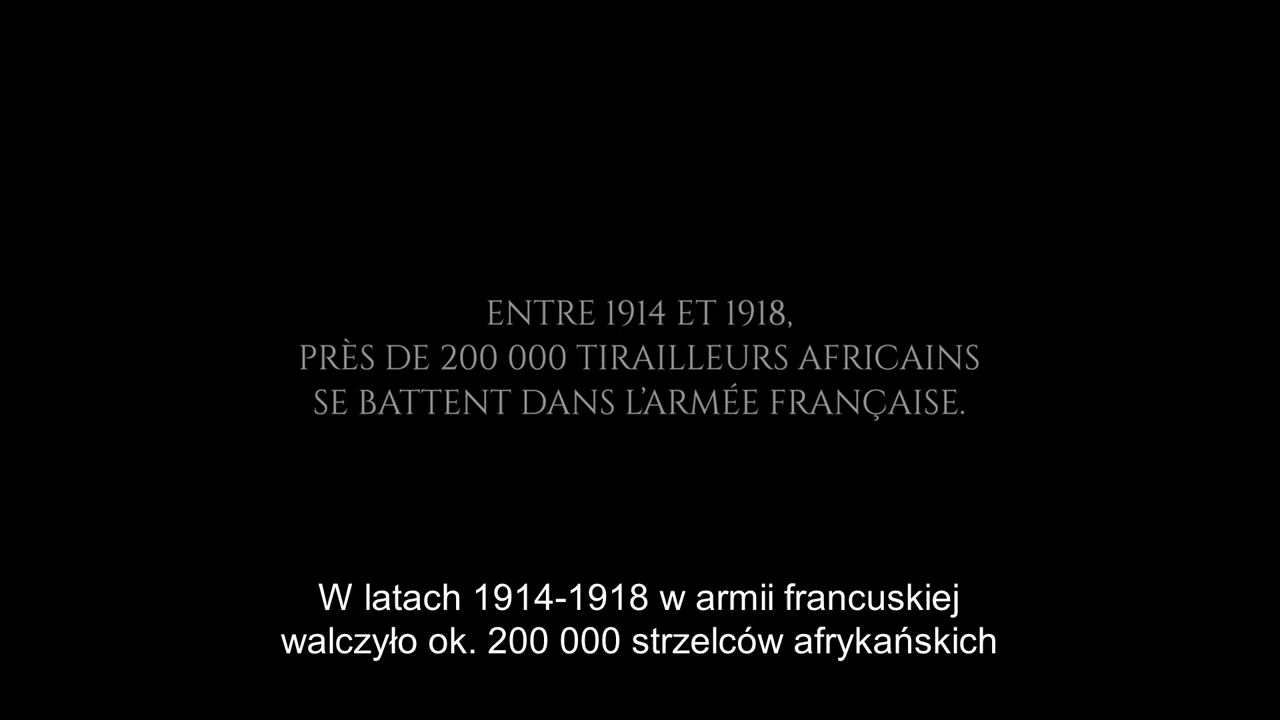 ENTRE 1914 ET 1918,
PRÈS DE 200 000 TIRAILLEURS AFRICAINS
SE BATTENT DANS L’ARMÉE FRANÇAISE.
W latach 1914-1918 w armii francuskiej
walczyło ok. 200 000 strzelców afrykańskich